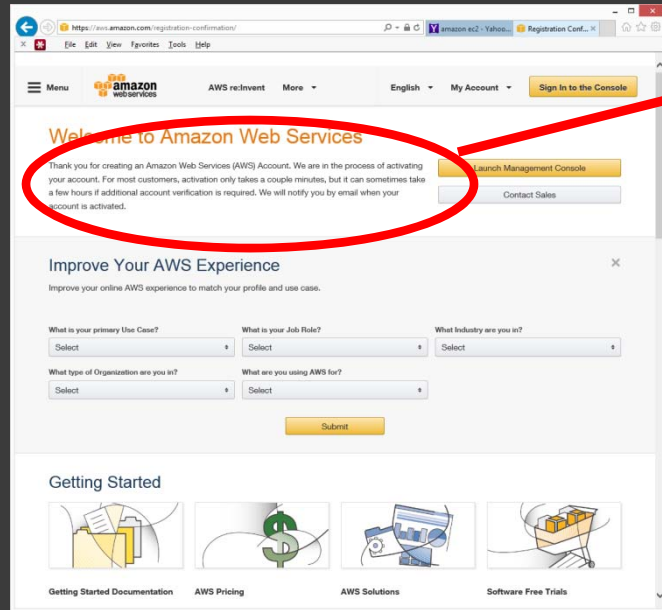 https://aws.amazon.com/registration-confirmation/
amazon ec2 - Yahoo...
Registration Conf...
File Edit View Favorites Tools Help
Menu
amazon
webservices
AWS re:Invent
More
English
My Account
Sign In to the Console
Welcome to Amazon Web Services
Thank you for creating an Amazon Web Services (AWS) Account. We are in the process of activating
your account. For most customers, activation only takes a couple minutes, but it can sometimes take
a few hours if additional account verification is required. We will notify you by email when your
account is activated.
Launch Management Console
Contact Sales
Improve Your AWS Experience
Improve your online AWS experience to match your profile and use case.
What is your primary Use Case? What is your Job Role? What Industry are you in?
Select Select Select
What type of Organization are you in? What are you using AWS for?
Select Select
Submit
Getting Started
Getting Started Documentation AWS Pricing AWS Solutions Software Free Trials